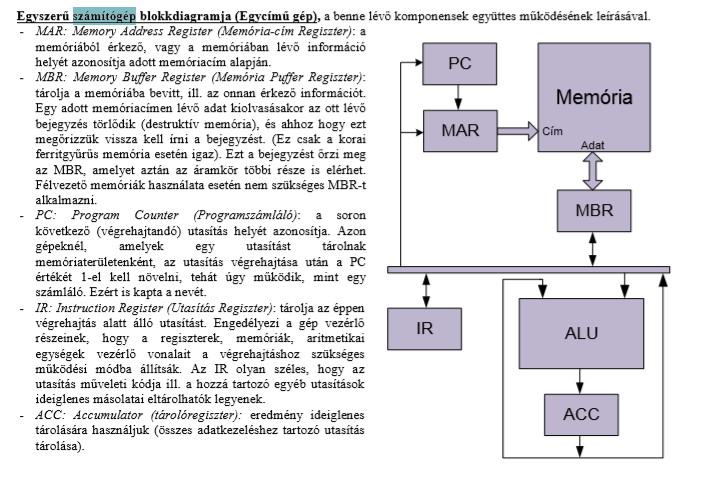 Egyszerű számítógép blokkdiagramja (Egycímű gép), a benne lévő komponensek együttes működésének leírásával.
- MAR: Memory Address Register (Memória-cím Regiszter): a
memóriából érkező, vagy a memóriában lévő információ
helyét azonosítja adott memóriacím alapján.
- MBR: Memory Buffer Register (Memória Puffer Regiszter):
tárolja a memóriába bevitt, ill. az onnan érkező információt.
Egy adott memóriacímen lévő adat kiolvasásakor az ott lévő
bejegyzés törlődik (destruktív memória), és ahhoz hogy ezt
megőrizzük vissza kell írni a bejegyzést. (Ez csak a korai
ferritgyűrűs memória esetén igaz). Ezt a bejegyzést őrzi meg
az MBR, amelyet aztán az áramkör többi része is elérhet.
Félvezető memóriák használata esetén nem szükséges MBR-t
alkalmazni.
- PC: Program Counter (Programszámláló): a soron
következő (végrehajtandó) utasítás helyét azonosítja. Azon
gépeknél, amelyek egy utasítást tárolnak
memóriaterületenként, az utasítás végrehajtása után a PC
értékét 1-el kell növelni, tehát úgy működik, mint egy
számláló. Ezért is kapta a nevét.
- IR: Instruction Register (Utasítás Regiszter): tárolja az éppen
végrehajtás alatt álló utasítást. Engedélyezi a gép vezérlő
részeinek, hogy a regiszterek, memóriák, aritmetikai
egységek vezérlő vonalait a végrehajtáshoz szükséges
működési módba állítsák. Az IR olyan széles, hogy az
utasítás műveleti kódja ill. a hozzá tartozó egyéb utasítások
ideiglenes másolatai eltárolhatók legyenek.
- ACC: Accumulator (tárolóregiszter): eredmény ideiglenes
tárolására használjuk (összes adatkezeléshez tartozó utasítás
tárolása).
PC
MAR
Memória
Cím
Adat
MBR
IR
ALU
ACC